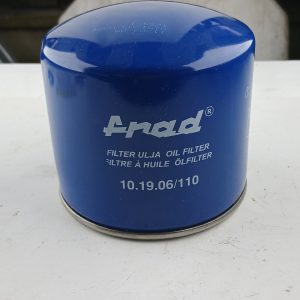 Frad®
FILTER ULJA OIL FILTER
FILTRE À HUILE ÖLFILTER
10.19.06/110